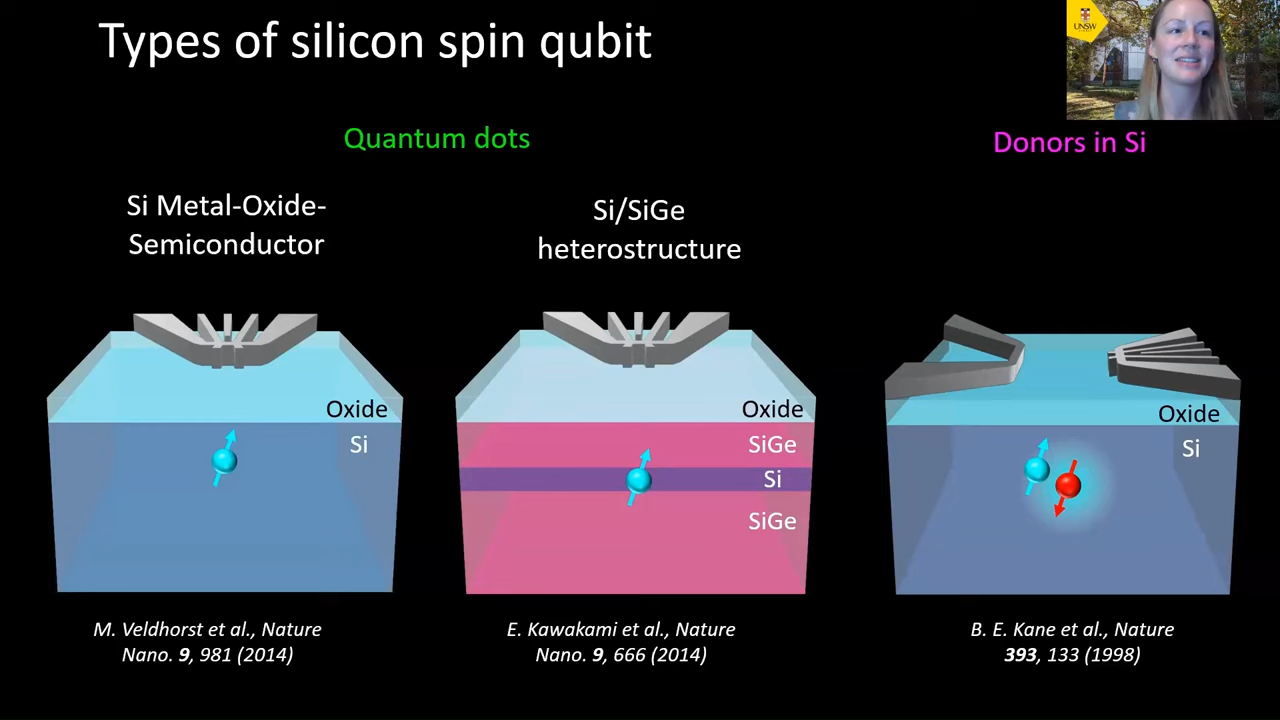 Types of silicon spin qubit
UNSW
Quantum dots
Donors in Si
Si Metal-Oxide-
Semiconductor
Si/SiGe
heterostructure
Oxide
Si
Oxide
SiGe
Si
SiGe
Oxide
Si
M. Veldhorst et al., Nature
Nano. 9, 981 (2014)
E. Kawakami et al., Nature
Nano. 9, 666 (2014)
B. E. Kane et al., Nature
393, 133 (1998)